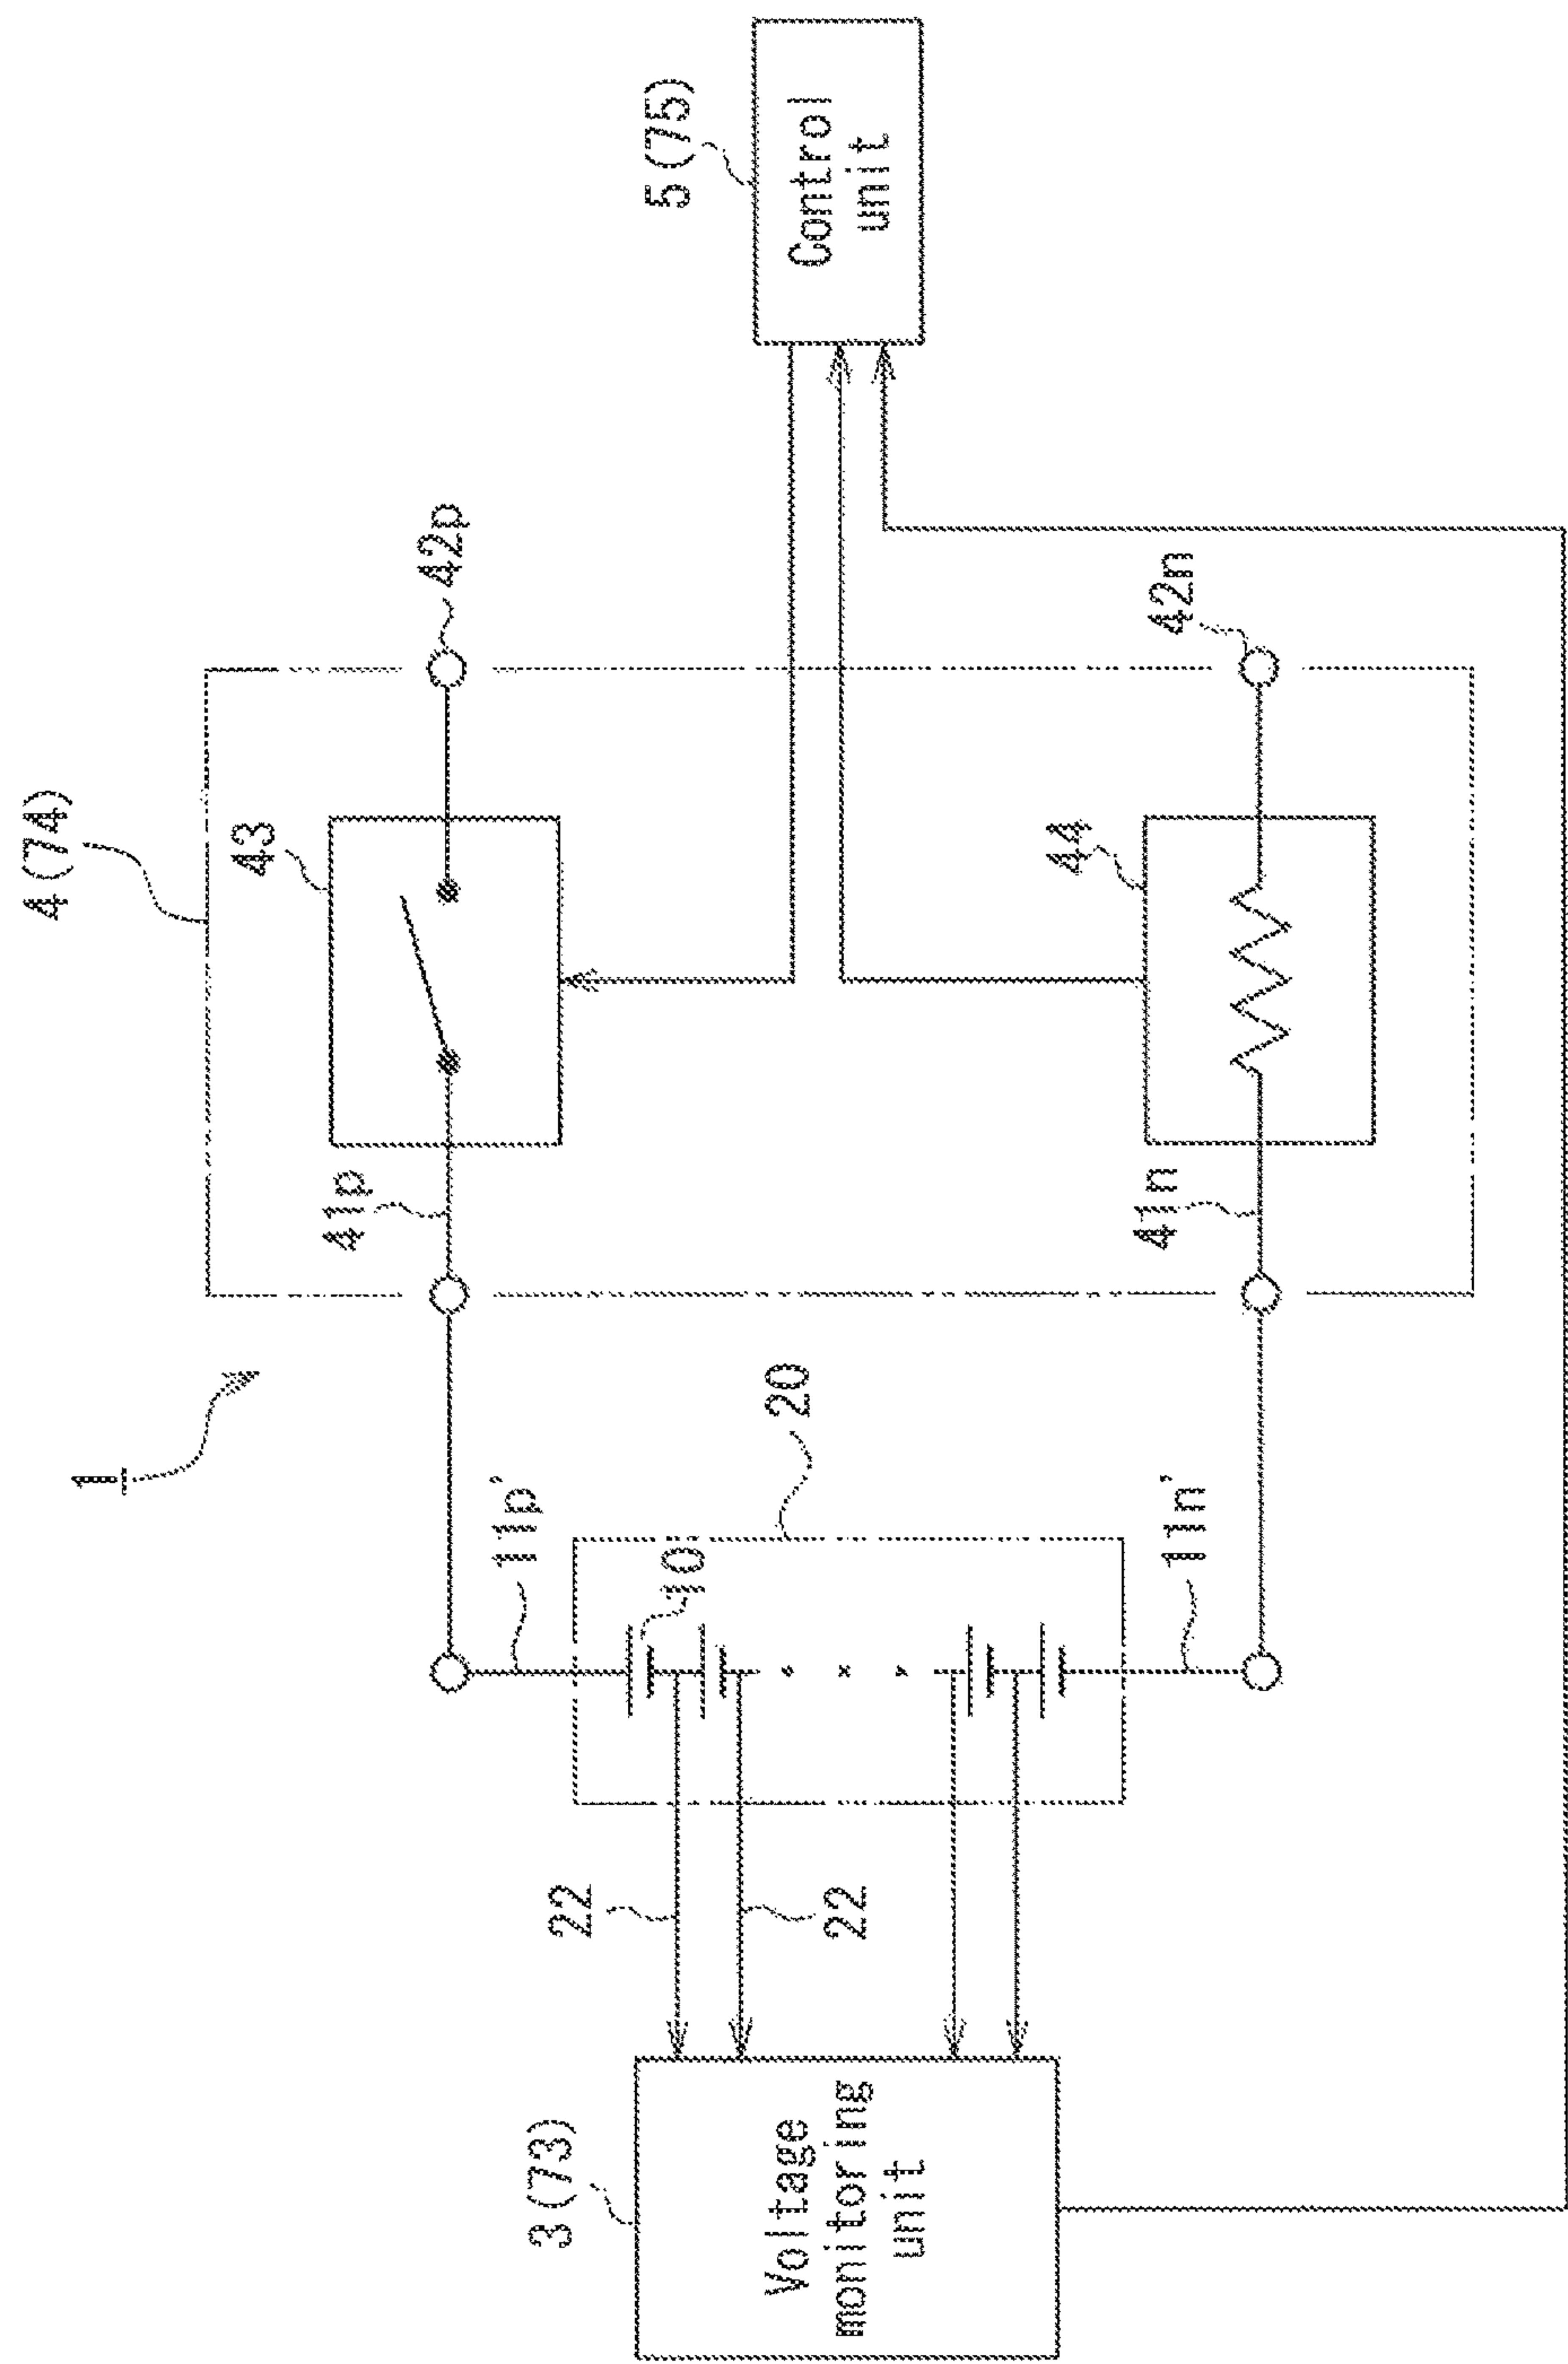 1
4(74)
43
42p
41p
5(75)
Control
unit
11p'
20
10
22
22
3(73)
Voltage
monitoring
unit
44
42n
41n
11n'